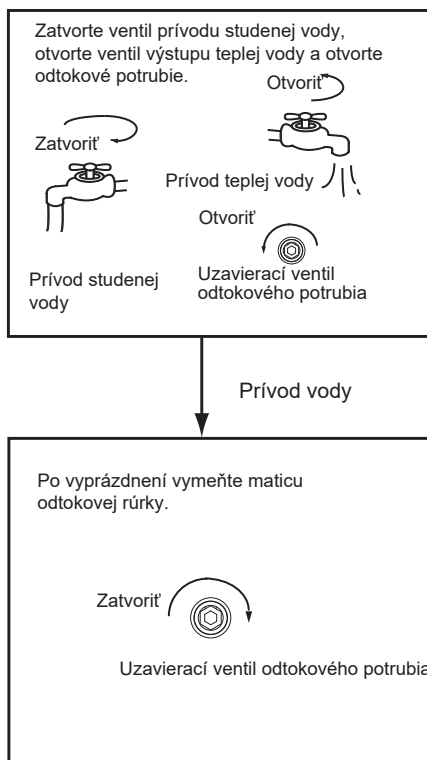 Zatvorte ventil prívodu studenej vody,
otvorte ventil výstupu teplej vody a otvorte
odtokové potrubie.
Otvoriť
Zatvoriť
Prívod teplej vody
Otvoriť
Prívod studenej
vody
Uzavierací ventil
odtokového potrubia
Prívod vody
Po vyprázdnení vymeňte maticu
odtokovej rúrky.
Zatvoriť
Uzavierací ventil odtokového potrubia